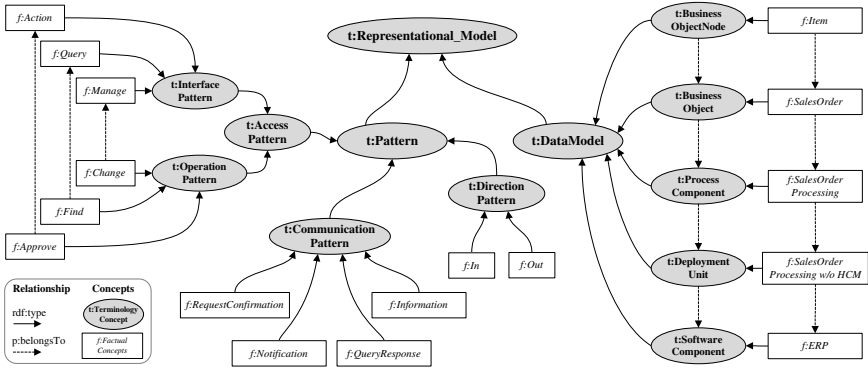 f:Action
f:Query
f:Manage
f:Change
f:Find
f:Approve
t:Interface
Pattern
t:Operation
Pattern
t:Access
Pattern
t:Representational_Model
t:Pattern
t:Direction
Pattern
f:In
f:Out
t:Communication
Pattern
f:RequestConfirmation
f:Information
f:Notification
f:QueryResponse
t:DataModel
t:Business
ObjectNode
f:Item
t:Business
Object
f:SalesOrder
t:Process
Component
f:SalesOrder
Processing
t:Deployment
Unit
f:SalesOrder
Processing w/o HCM
t:Software
Component
f:ERP
Relationship
Concepts
rdf:type
t:Terminology
Concept
p:belongsTo
f:Factual
Concepts